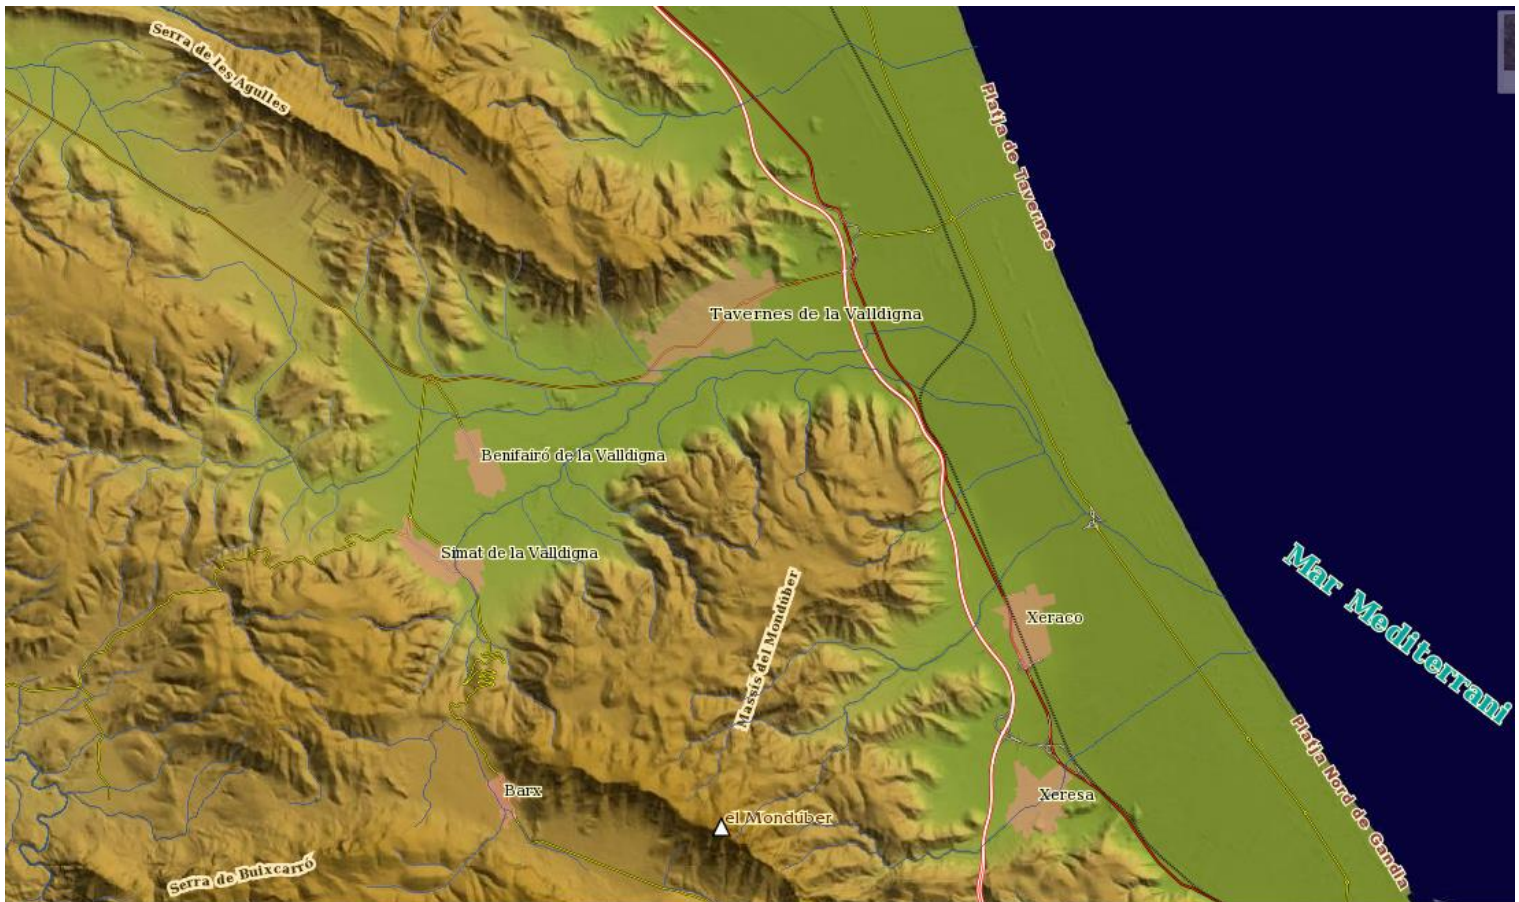 Serra de les Agulles
Platja de Tavernes
Tavernes de la Valldigna
Benifairó de la Valldigna
Simat de la Valldigna
Mar Mediterrani
Massís del Mondúber
Xeraco
Barx
Xeresa
el Mondúber
Platja Nord de Gandia
Serra de Buixcarró